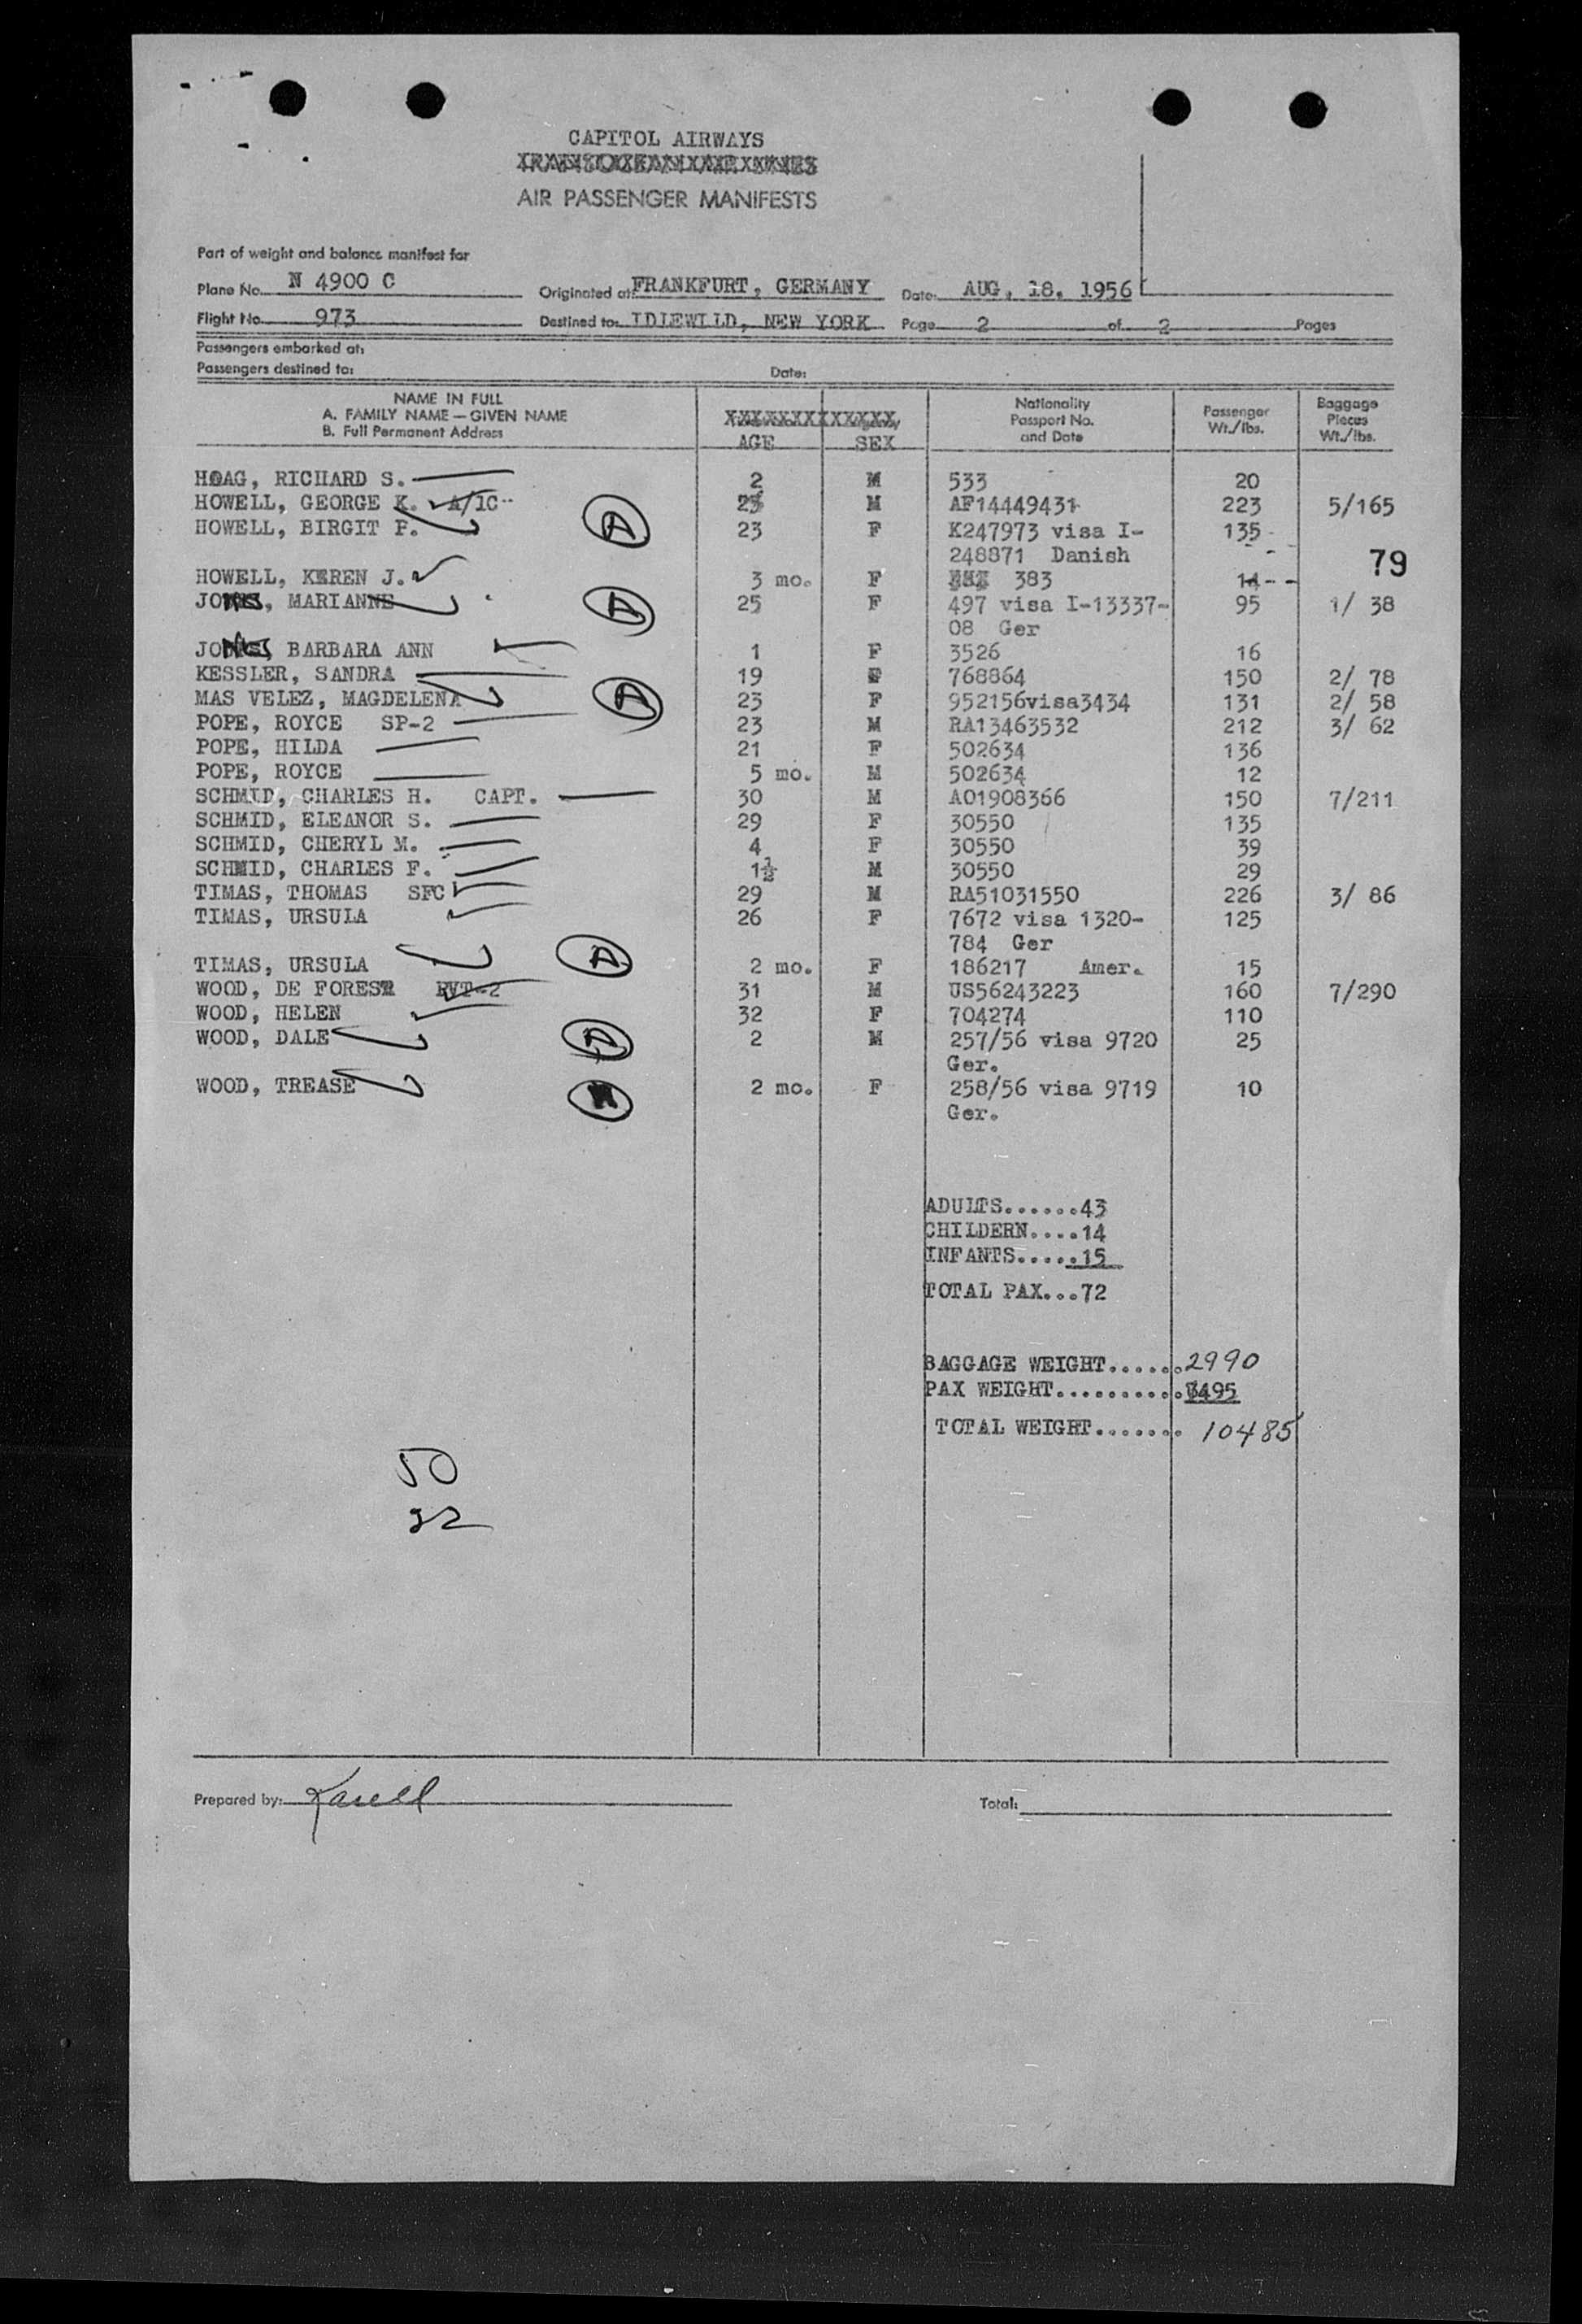 CAPITOL AIRWAYS
AIR PASSENGER MANIFESTS
Part of weight and balance manifest for
Plane No. N 4900 C Originated at: FRANKFURT, GERMANY Date: AUG, 18, 1956
Flight No. 973 Destined to: IDLEWILD, NEW YORK Page 2 of 2 Pages
Passengers embarked at:
Passengers destined to: Date:
NAME IN FULL
A. FAMILY NAME — GIVEN NAME
B. Full Permanent Address
XXXXXXXXXXXXX
AGE SEX
Nationality
Passport No.
and Date
Passenger
Wt./lbs.
Baggage
Pieces
Wt./lbs.
HOAG, RICHARD S. 2 M 533 20
HOWELL, GEORGE K. A/1C 23 M AF14449431 223 5/165
HOWELL, BIRGIT F. A 23 F K247973 visa I- 135
248871 Danish 79
HOWELL, KEREN J. 3 mo. F 383 14
JONES, MARIANNE A 25 F 497 visa I-13337- 95 1/ 38
08 Ger
JONES, BARBARA ANN 1 F 3526 16
KESSLER, SANDRA 19 F 768864 150 2/ 78
MAS VELEZ, MAGDELENA A 23 F 952156visa3434 131 2/ 58
POPE, ROYCE SP-2 23 M RA13463532 212 3/ 62
POPE, HILDA 21 F 502634 136
POPE, ROYCE 5 mo. M 502634 12
SCHMID, CHARLES H. CAPT. 30 M AO1908366 150 7/211
SCHMID, ELEANOR S. 29 F 30550 135
SCHMID, CHERYL M. 4 F 30550 39
SCHMID, CHARLES F. 1½ M 30550 29
TIMAS, THOMAS SFC 29 M RA51031550 226 3/ 86
TIMAS, URSULA 26 F 7672 visa 1320- 125
784 Ger
TIMAS, URSULA A 2 mo. F 186217 Amer. 15
WOOD, DE FOREST PVT-2 31 M US56243223 160 7/290
WOOD, HELEN 32 F 704274 110
WOOD, DALE A 2 M 257/56 visa 9720 25
Ger.
WOOD, TREASE 2 mo. F 258/56 visa 9719 10
Ger.
ADULTS......43
CHILDERN....14
INFANTS.....15
TOTAL PAX...72
BAGGAGE WEIGHT......2990
PAX WEIGHT..........7495
TOTAL WEIGHT....... 10485
50
22
Prepared by: Total: